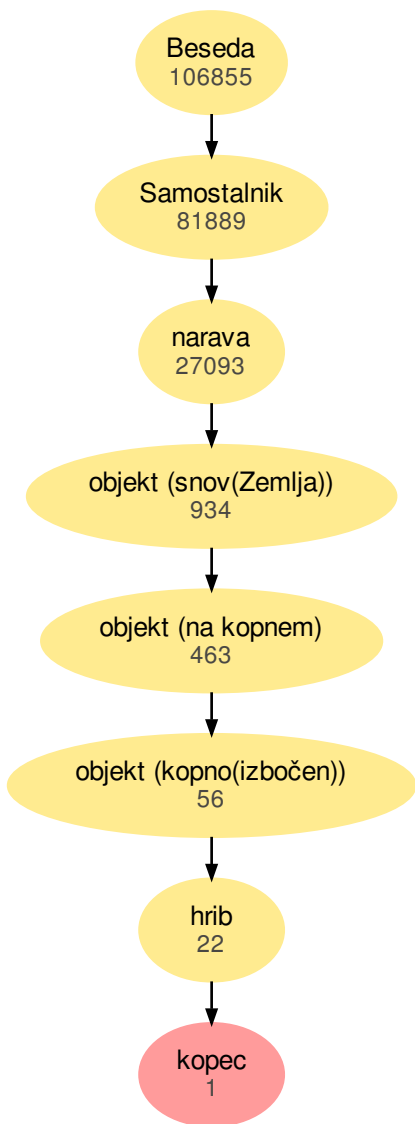 Beseda
106855
Samostalnik
81889
narava
27093
objekt (snov(Zemlja))
934
objekt (na kopnem)
463
objekt (kopno(izbočen))
56
hrib
22
kopec
1